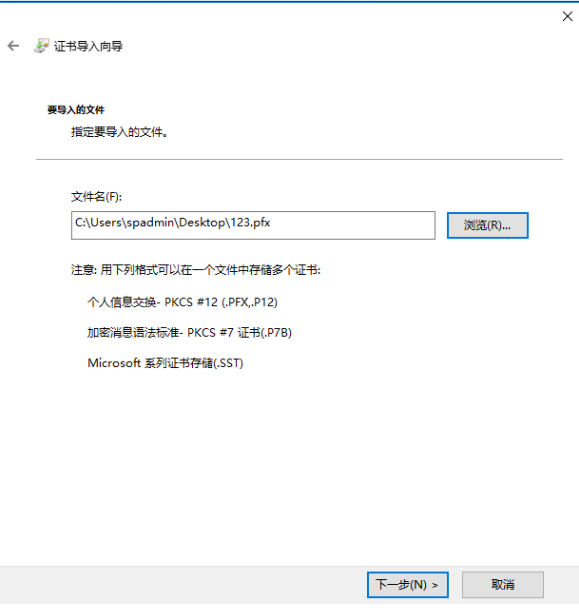 证书导入向导
要导入的文件
指定要导入的文件。
文件名(F):
C:\Users\spadmin\Desktop\123.pfx
浏览(R)...
注意: 用下列格式可以在一个文件中存储多个证书:
个人信息交换- PKCS #12 (.PFX,.P12)
加密消息语法标准- PKCS #7 证书(.P7B)
Microsoft 系列证书存储(.SST)
下一步(N) >
取消